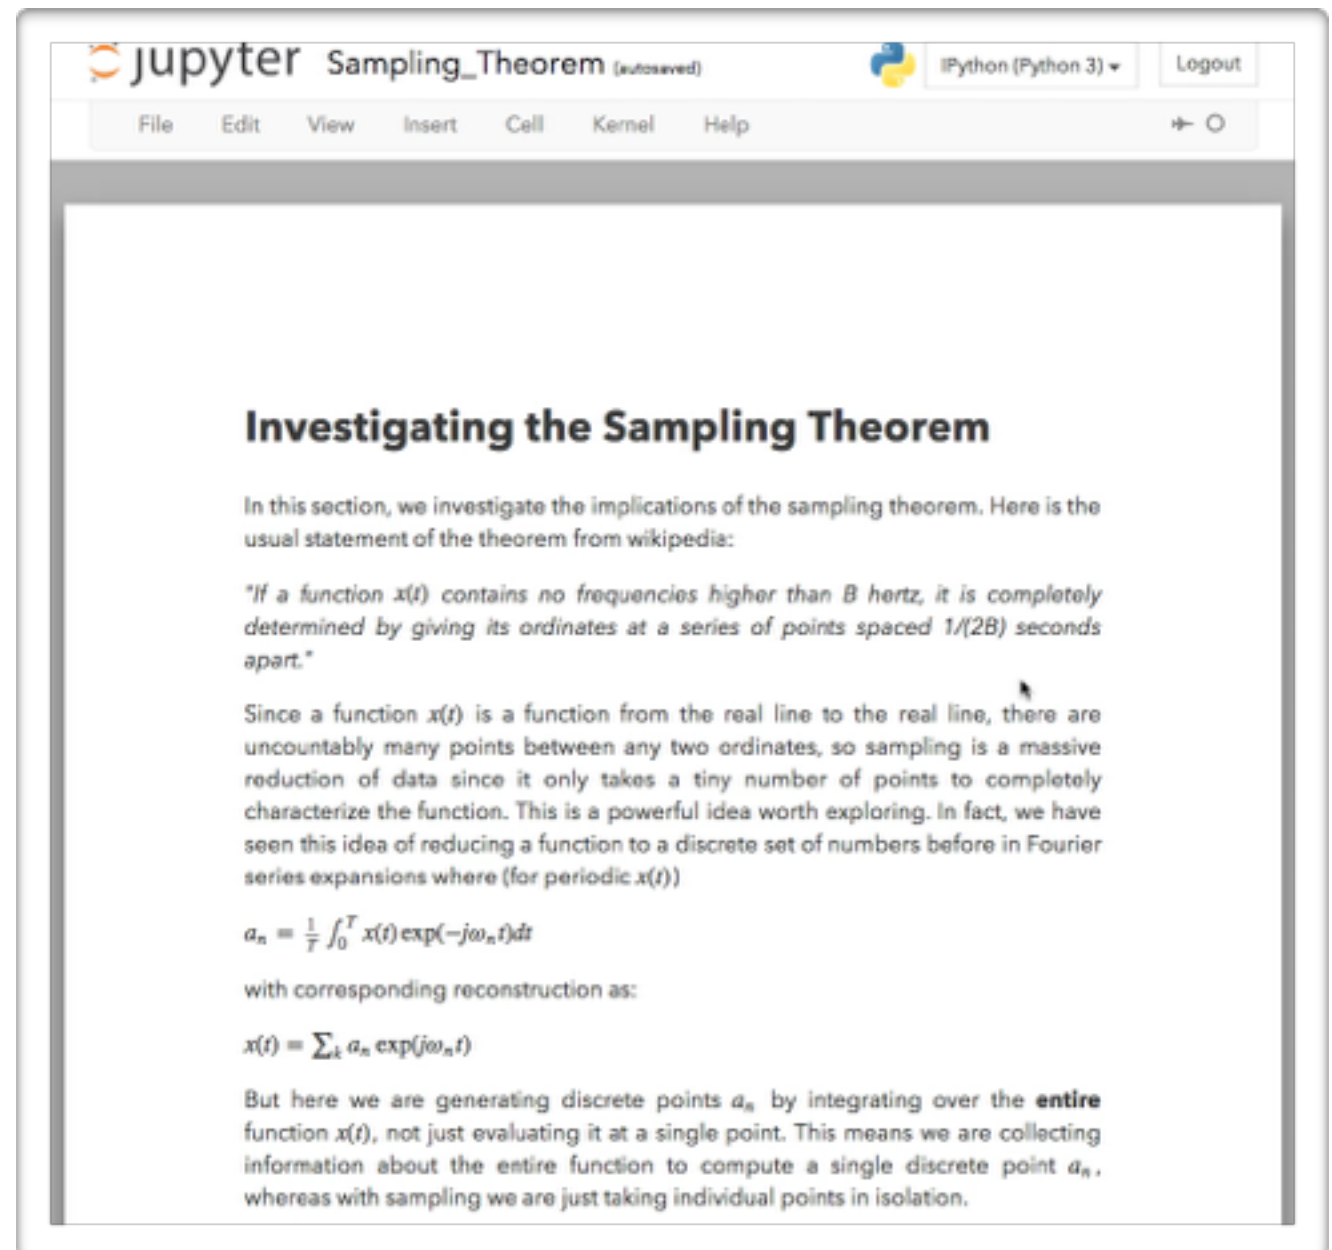 jupyter Sampling_Theorem (autosaved) IPython (Python 3) Logout
File Edit View Insert Cell Kernel Help
Investigating the Sampling Theorem
In this section, we investigate the implications of the sampling theorem. Here is the
usual statement of the theorem from wikipedia:
"If a function x(t) contains no frequencies higher than B hertz, it is completely
determined by giving its ordinates at a series of points spaced 1/(2B) seconds
apart."
Since a function x(t) is a function from the real line to the real line, there are
uncountably many points between any two ordinates, so sampling is a massive
reduction of data since it only takes a tiny number of points to completely
characterize the function. This is a powerful idea worth exploring. In fact, we have
seen this idea of reducing a function to a discrete set of numbers before in Fourier
series expansions where (for periodic x(t))
aₙ = 1/T ∫₀ᵀ x(t) exp(−jωₙt)dt
with corresponding reconstruction as:
x(t) = ∑ₖ aₙ exp(jωₙt)
But here we are generating discrete points aₙ by integrating over the entire
function x(t), not just evaluating it at a single point. This means we are collecting
information about the entire function to compute a single discrete point aₙ,
whereas with sampling we are just taking individual points in isolation.